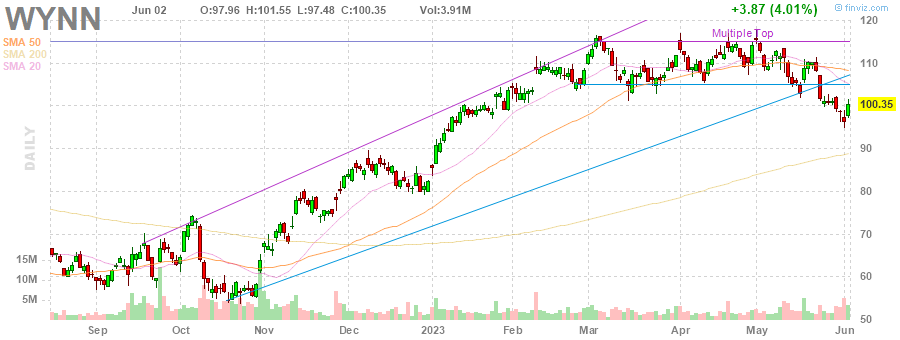 WYNN
Jun 02 O:97.96 H:101.55 L:97.48 C:100.35 Vol:3.91M +3.87 (4.01%) © finviz.com
SMA 50
SMA 200
SMA 20
Multiple Top
DAILY
120
110
100.35
90
80
70
60
50
15M
10M
5M
Sep Oct Nov Dec 2023 Feb Mar Apr May Jun